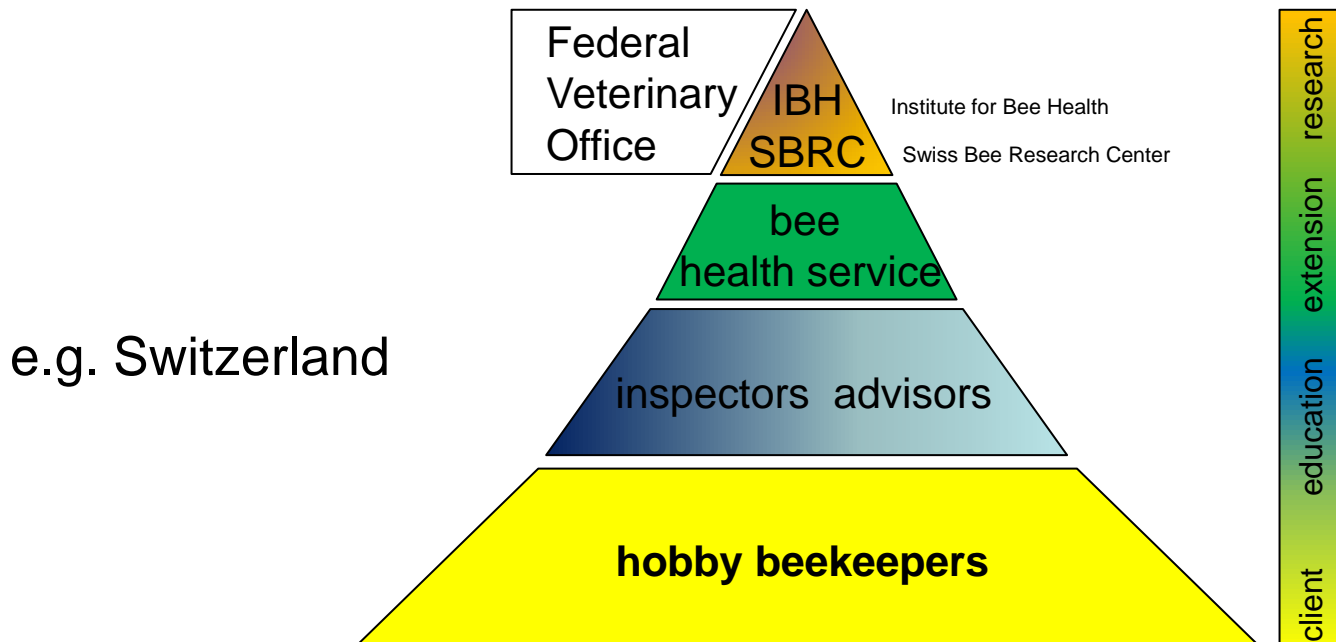 Federal
Veterinary
Office
IBH
SBRC
Institute for Bee Health
Swiss Bee Research Center
bee
health service
e.g. Switzerland
inspectors advisors
hobby beekeepers
research
extension
education
client